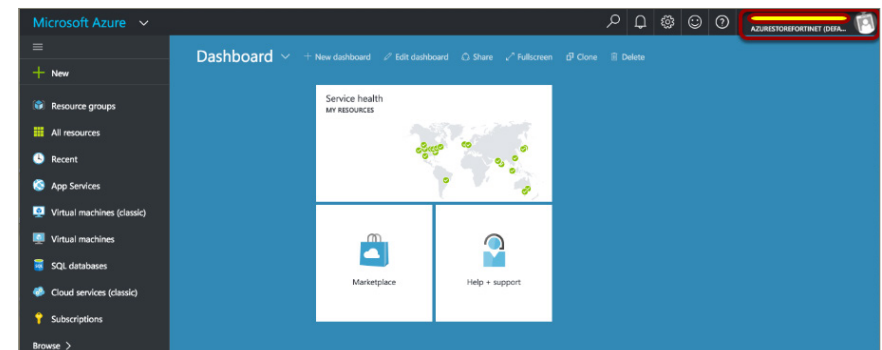 Microsoft Azure
AZURESTOREFORTINET (DEFA...
Dashboard
+ New dashboard
Edit dashboard
Share
Fullscreen
Clone
Delete
New
Resource groups
All resources
Recent
App Services
Virtual machines (classic)
Virtual machines
SQL databases
Cloud services (classic)
Subscriptions
Browse >
Service health
MY RESOURCES
Marketplace
Help + support